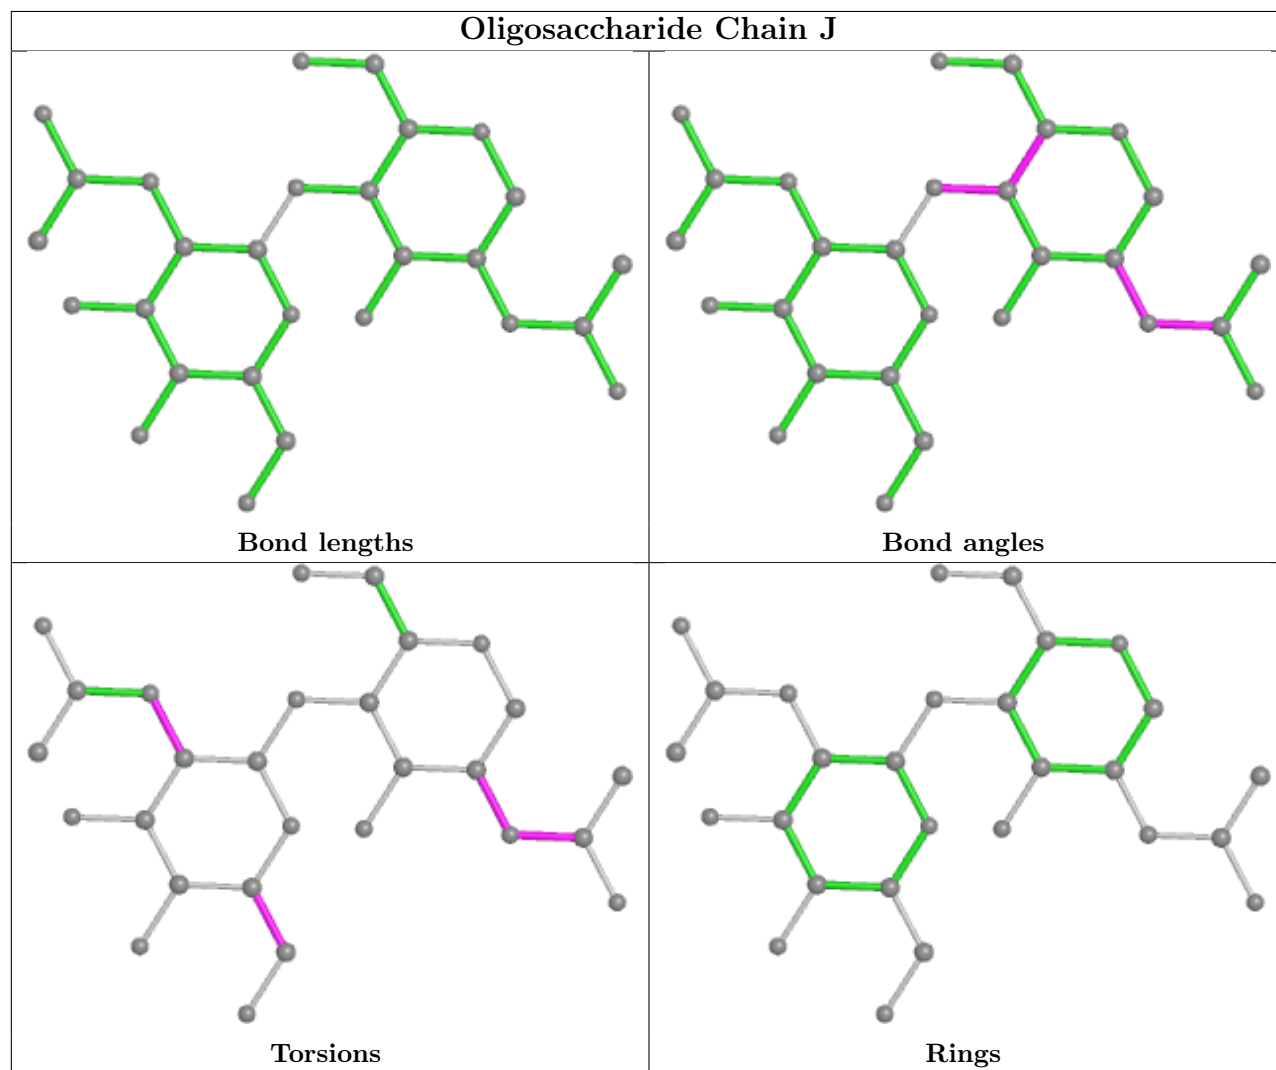 Oligosaccharide Chain J
Bond lengths
Bond angles
Torsions
Rings